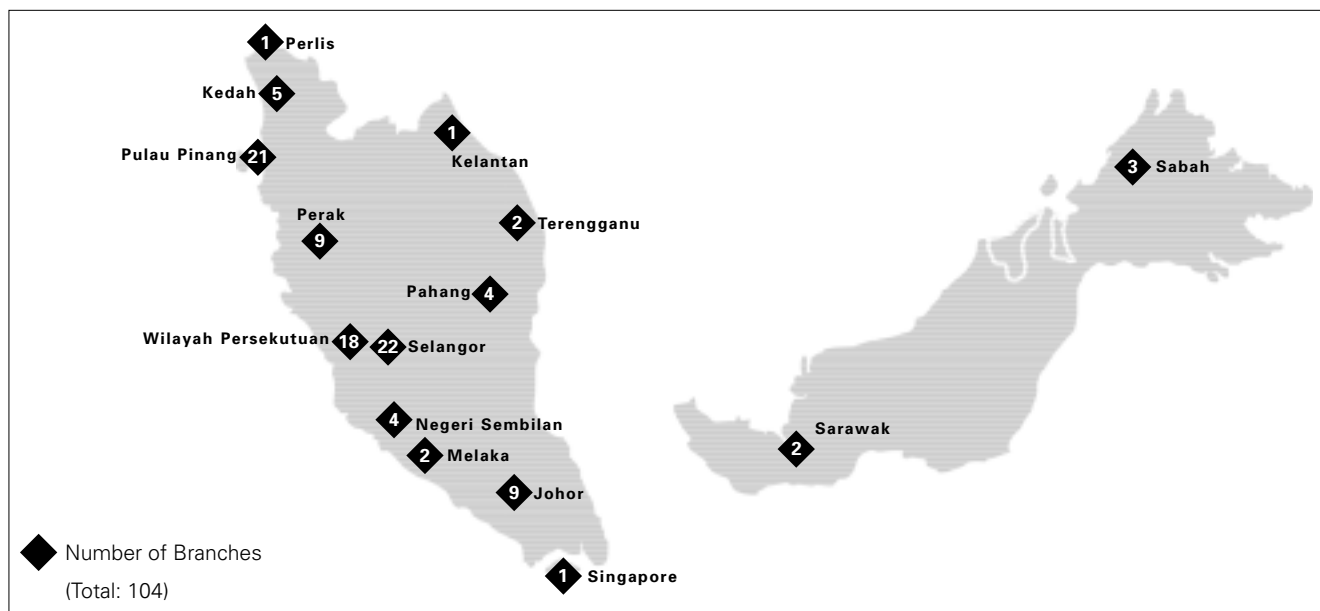 1 Perlis
Kedah 5
1
Kelantan
Pulau Pinang 21
3 Sabah
Perak
9
2 Terengganu
Pahang 4
Wilayah Persekutuan 18
22 Selangor
4 Negeri Sembilan
Sarawak
2
2 Melaka
9 Johor
Number of Branches
(Total: 104)
1 Singapore